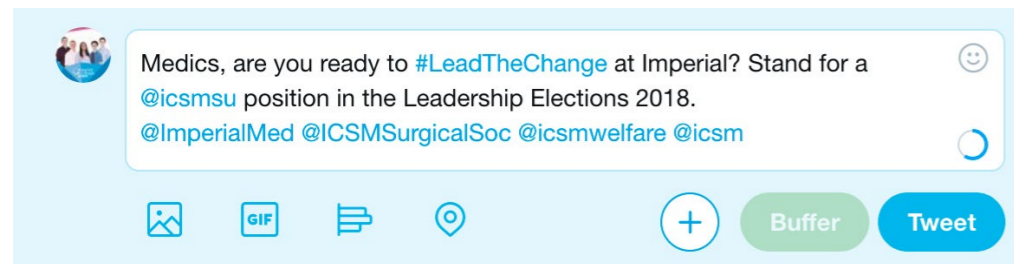 Medics, are you ready to #LeadTheChange at Imperial? Stand for a
@icsmsu position in the Leadership Elections 2018.
@ImperialMed @ICSMSurgicalSoc @icsmwelfare @icsm
GIF
Buffer
Tweet